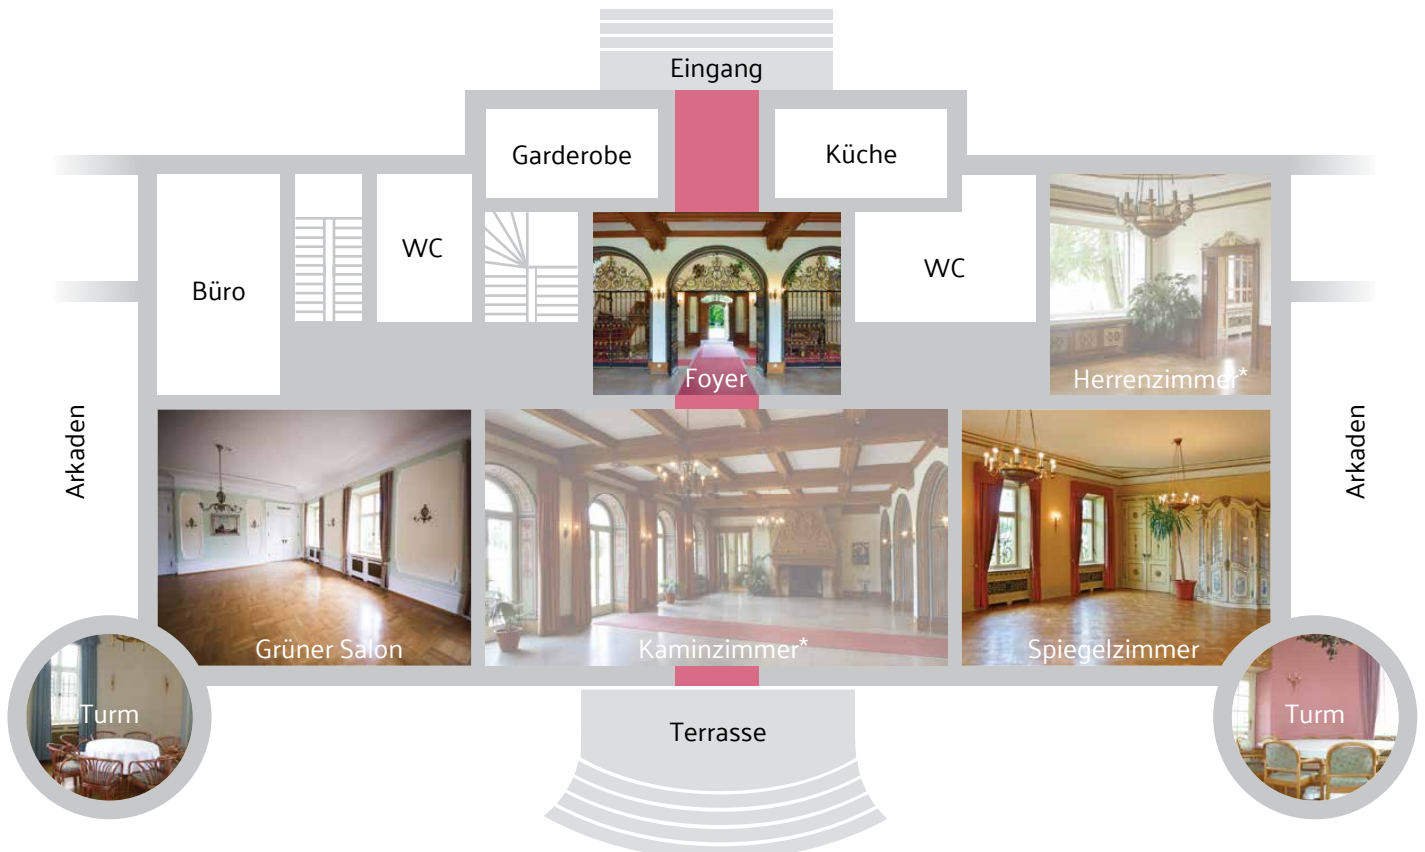 Eingang
Garderobe
Küche
Büro
WC
WC
Foyer
Herrenzimmer*
Arkaden
Arkaden
Grüner Salon
Kaminzimmer*
Spiegelzimmer
Turm
Terrasse
Turm